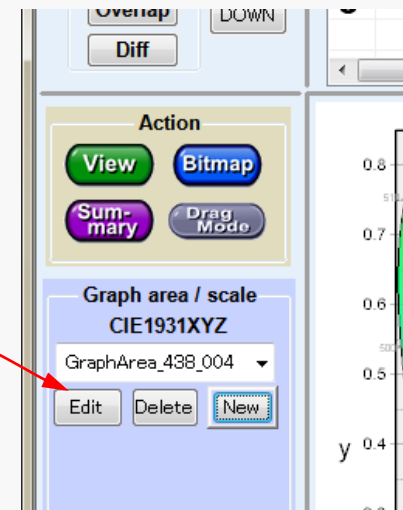 Overlap
DOWN
Diff
Action
View
Bitmap
Sum-
mary
Drag
Mode
Graph area / scale
CIE1931XYZ
GraphArea_438_004
Edit
Delete
New
0.8
0.7
0.6
0.5
y 0.4